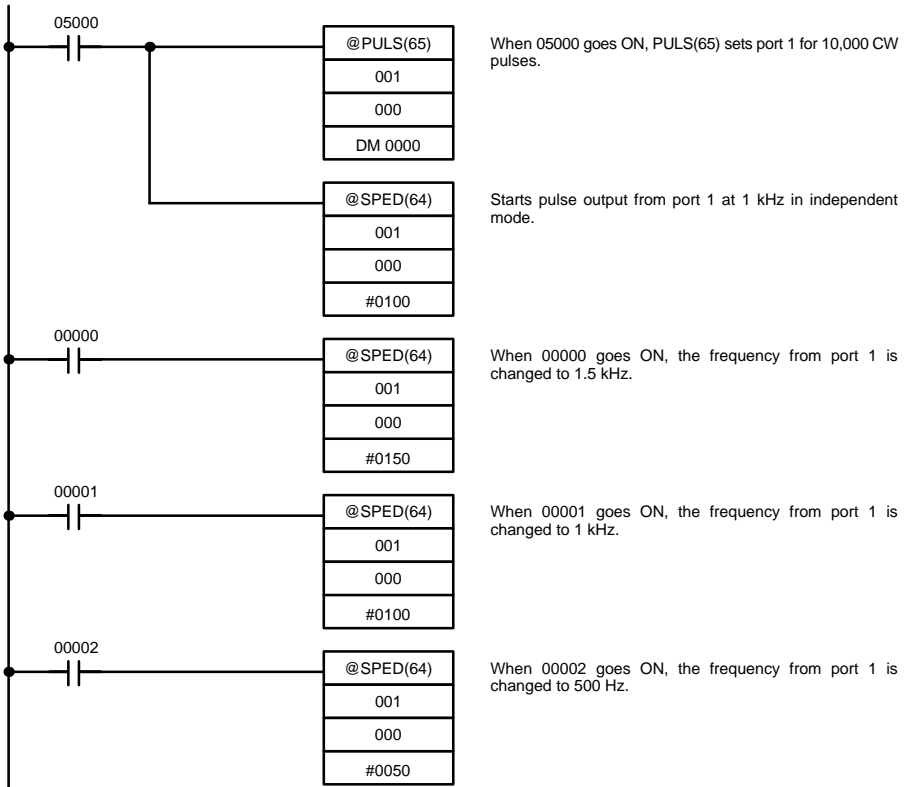 05000
@PULS(65)
001
000
DM 0000
When 05000 goes ON, PULS(65) sets port 1 for 10,000 CW
pulses.
@SPED(64)
001
000
#0100
Starts pulse output from port 1 at 1 kHz in independent
mode.
00000
@SPED(64)
001
000
#0150
When 00000 goes ON, the frequency from port 1 is
changed to 1.5 kHz.
00001
@SPED(64)
001
000
#0100
When 00001 goes ON, the frequency from port 1 is
changed to 1 kHz.
00002
@SPED(64)
001
000
#0050
When 00002 goes ON, the frequency from port 1 is
changed to 500 Hz.